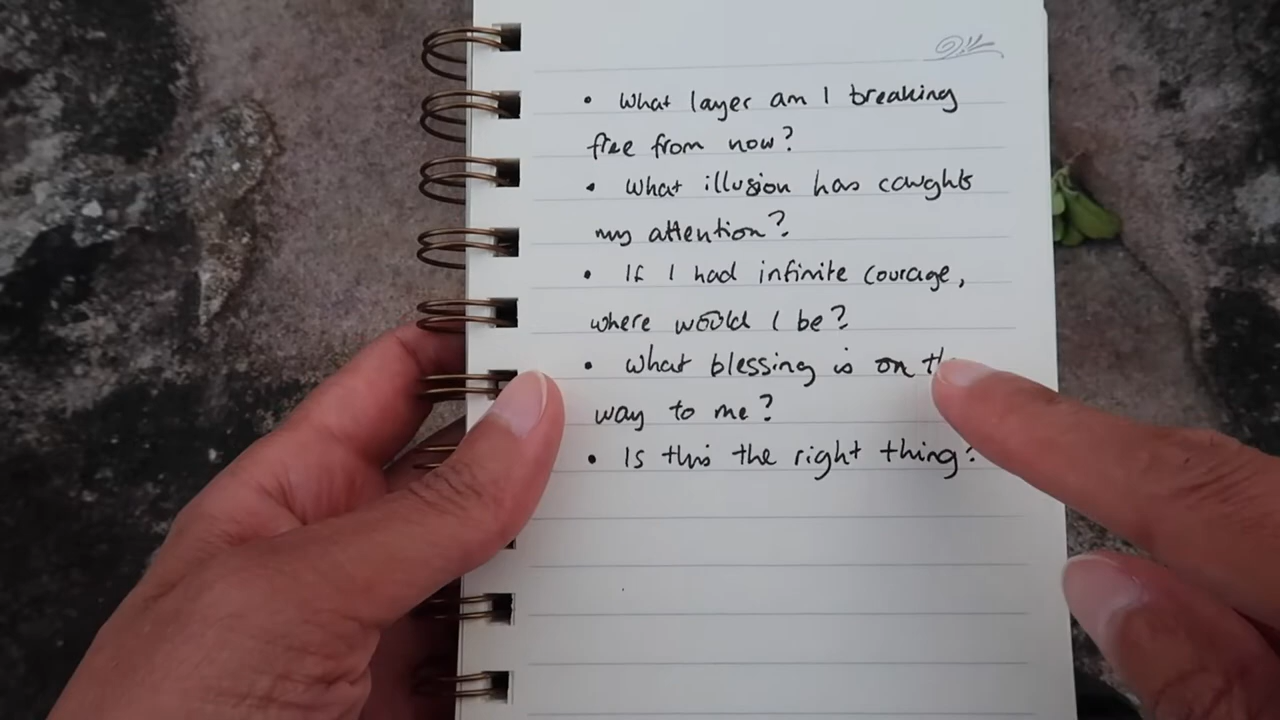 • What layer am I breaking
free from now?
• What illusion has caught
my attention?
• If I had infinite courage,
where would I be?
• What blessing is on
way to me?
• Is this the right thing?